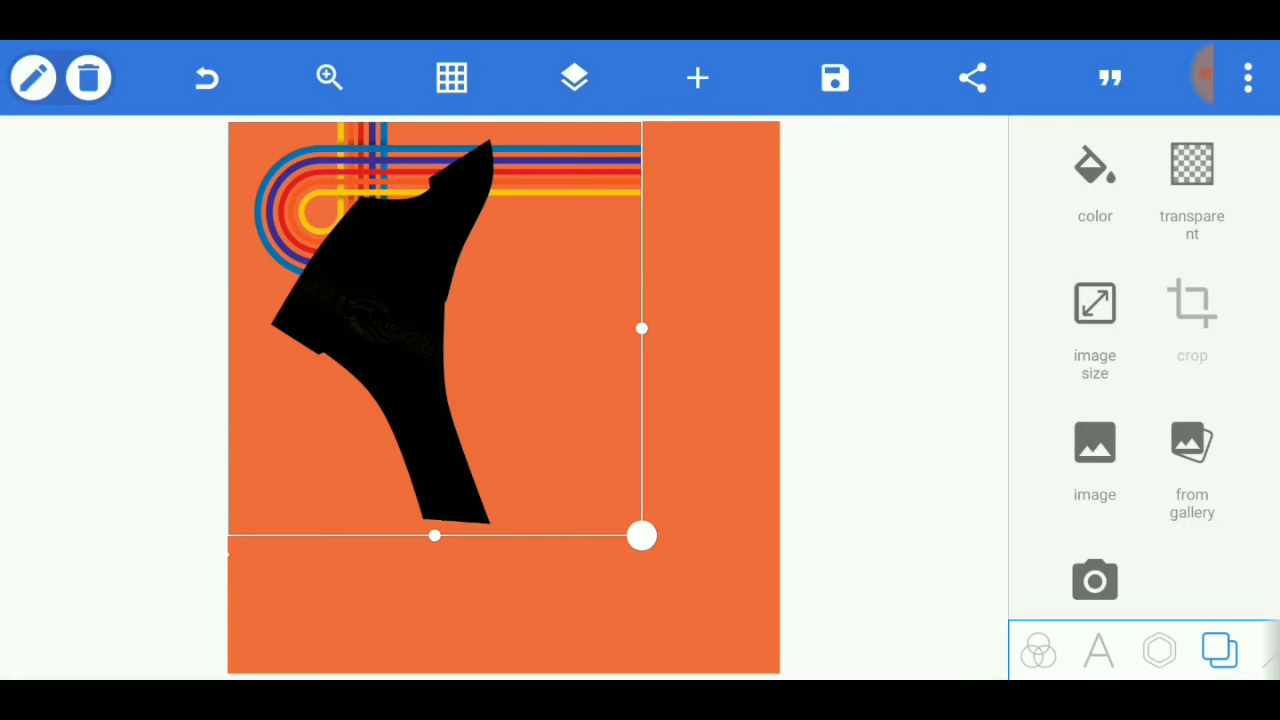 color
transpare
nt
image
size
crop
image
from
gallery